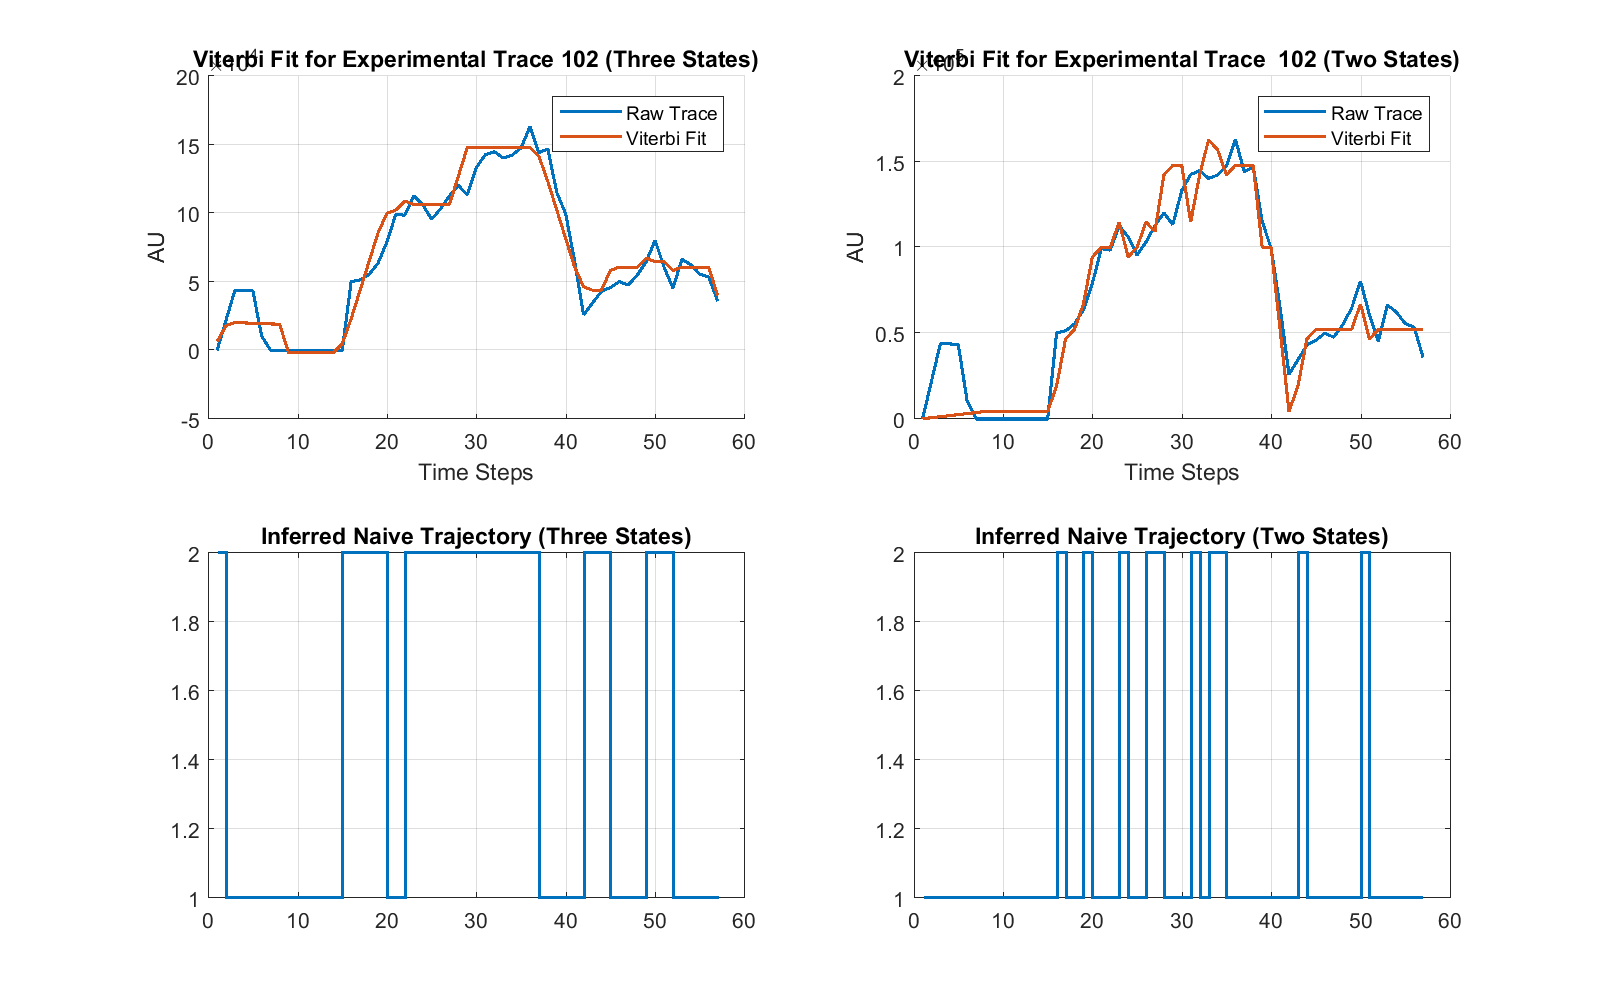 Viterbi Fit for Experimental Trace 102 (Three States)
×10^4
20
15
10
5
0
-5
AU
Raw Trace
Viterbi Fit
0 10 20 30 40 50 60
Time Steps
Viterbi Fit for Experimental Trace  102 (Two States)
×10^5
2
1.5
1
0.5
0
AU
Raw Trace
Viterbi Fit
0 10 20 30 40 50 60
Time Steps
Inferred Naive Trajectory (Three States)
2
1.8
1.6
1.4
1.2
1
0 10 20 30 40 50 60
Inferred Naive Trajectory (Two States)
2
1.8
1.6
1.4
1.2
1
0 10 20 30 40 50 60